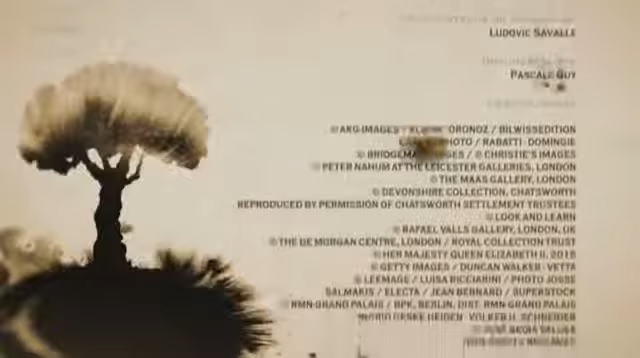 LUDOVIC SAVALLE
PASCALE GUY
© AKG-IMAGES / ORONOZ / BILWISSEDITION
PHOTO / RABATTI - DOMINGIE
© BRIDGEMAN IMAGES / © CHRISTIE'S IMAGES
© PETER NAHUM AT THE LEICESTER GALLERIES, LONDON
© THE MAAS GALLERY, LONDON
© DEVONSHIRE COLLECTION, CHATSWORTH
REPRODUCED BY PERMISSION OF CHATSWORTH SETTLEMENT TRUSTEES
© LOOK AND LEARN
© RAFAEL VALLS GALLERY, LONDON, UK
© THE DE MORGAN CENTRE, LONDON / ROYAL COLLECTION TRUST
© HER MAJESTY QUEEN ELIZABETH II, 2015
© GETTY IMAGES / DUNCAN WALKER - VETTA
© LEEMAGE / LUISA RICCIARINI / PHOTO JOSSE
SALMAKIS / ELECTA / JEAN BERNARD / SUPERSTOCK
© RMN-GRAND PALAIS / BPK, BERLIN, DIST. RMN-GRAND PALAIS
VOLKER H. SCHNEIDER